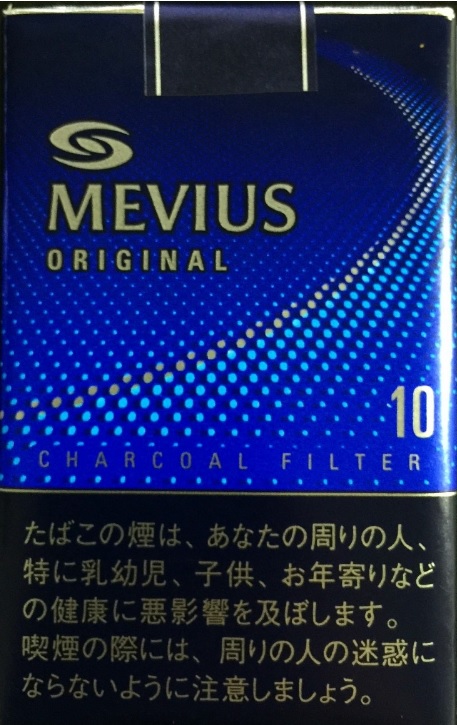 MEVIUS
ORIGINAL
10
CHARCOAL FILTER
たばこの煙は、あなたの周りの人、
特に乳幼児、子供、お年寄りなど
の健康に悪影響を及ぼします。
喫煙の際には、周りの人の迷惑に
ならないように注意しましょう。